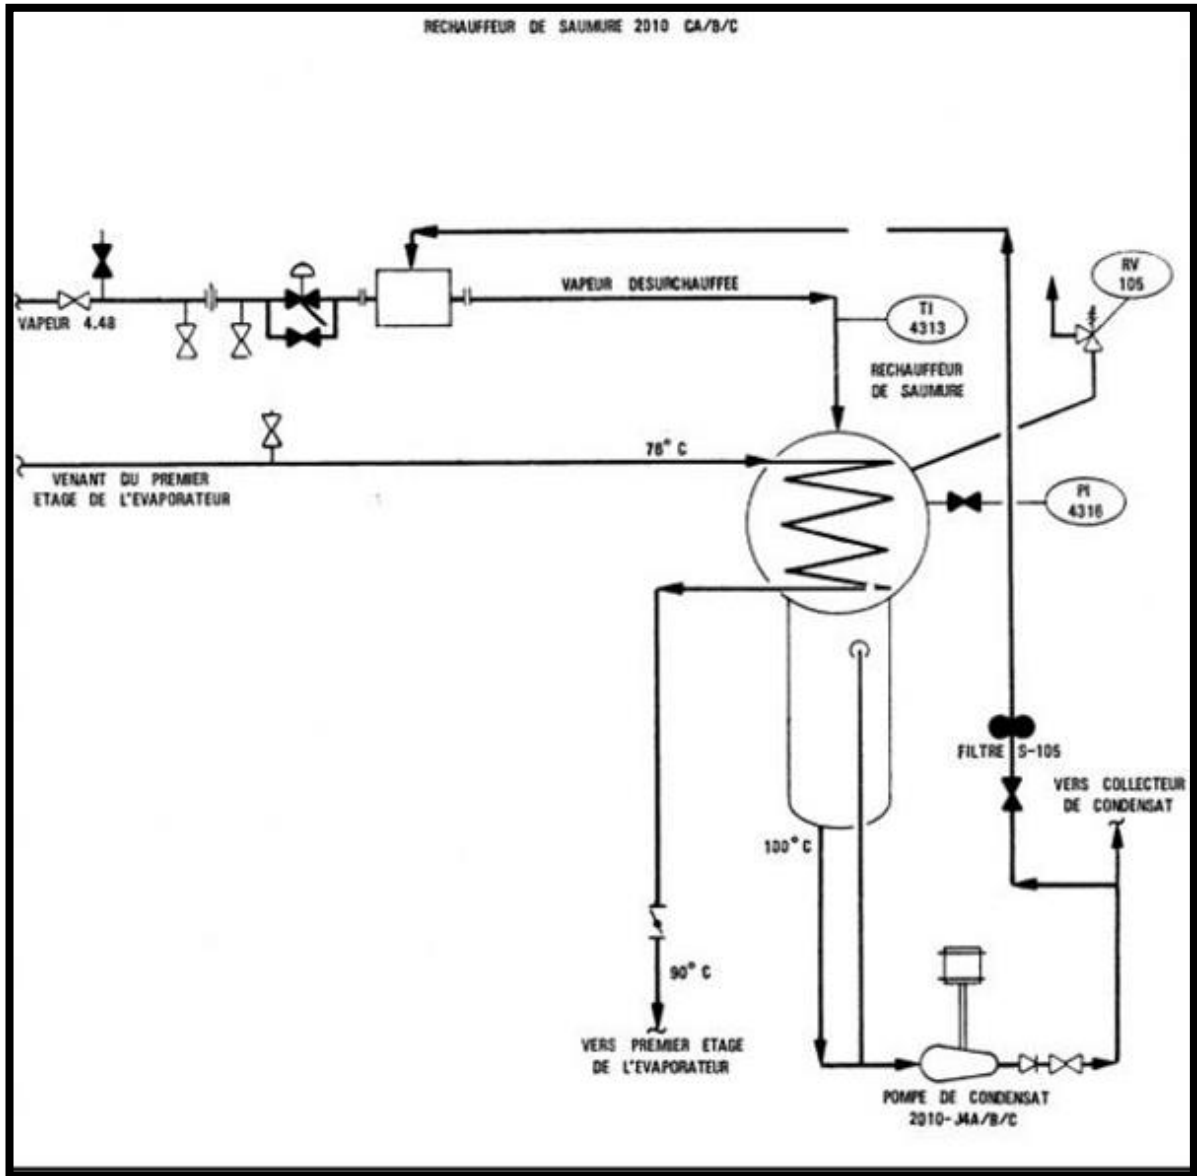 RECHAUFFEUR DE SAUMURE 2010 CA/B/C
RV
105
VAPEUR DESURCHAUFFEE
TI
4313
VAPEUR 4.48
RECHAUFFEUR
DE SAUMURE
76° C
VENANT DU PREMIER
ETAGE DE L'EVAPORATEUR
PI
4316
FILTRE S-105
VERS COLLECTEUR
DE CONDENSAT
100° C
90° C
VERS PREMIER ETAGE
DE L'EVAPORATEUR
POMPE DE CONDENSAT
2010-J4A/B/C